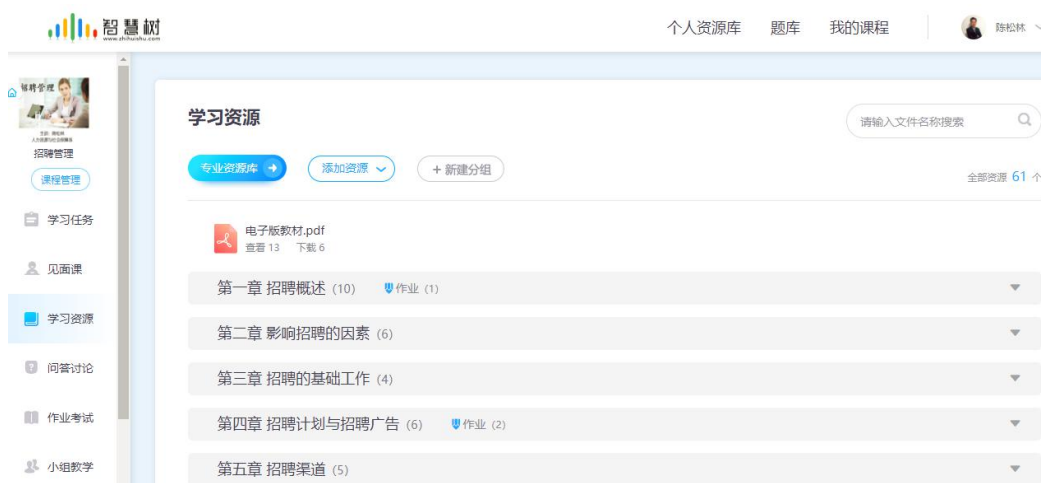 智慧树
www.zhihuishu.com
个人资源库 题库 我的课程 陈松林
招聘管理
招聘管理
课程管理
学习任务
见面课
学习资源
问答讨论
作业考试
小组教学
学习资源
请输入文件名称搜索
专业资源库 添加资源 + 新建分组
全部资源 61 个
电子版教材.pdf
查看 13 下载 6
第一章 招聘概述 (10) 作业 (1)
第二章 影响招聘的因素 (6)
第三章 招聘的基础工作 (4)
第四章 招聘计划与招聘广告 (6) 作业 (2)
第五章 招聘渠道 (5)